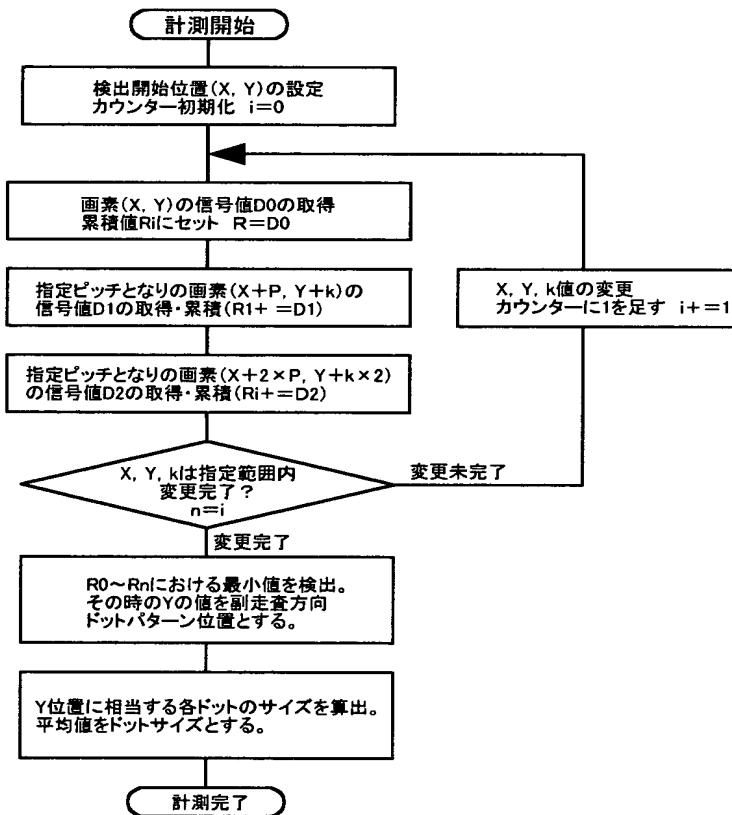 計測開始
検出開始位置(X, Y)の設定
カウンター初期化 i=0
画素(X, Y)の信号値D0の取得
累積値Riにセット R=D0
指定ピッチとなりの画素(X+P, Y+k)の
信号値D1の取得・累積(R1+=D1)
X, Y, k値の変更
カウンターに1を足す i+=1
指定ピッチとなりの画素(X+2×P, Y+k×2)
の信号値D2の取得・累積(Ri+=D2)
X, Y, kは指定範囲内
変更完了?
n=i
変更未完了
変更完了
R0~Rnにおける最小値を検出。
その時のYの値を副走査方向
ドットパターン位置とする。
Y位置に相当する各ドットのサイズを算出。
平均値をドットサイズとする。
計測完了